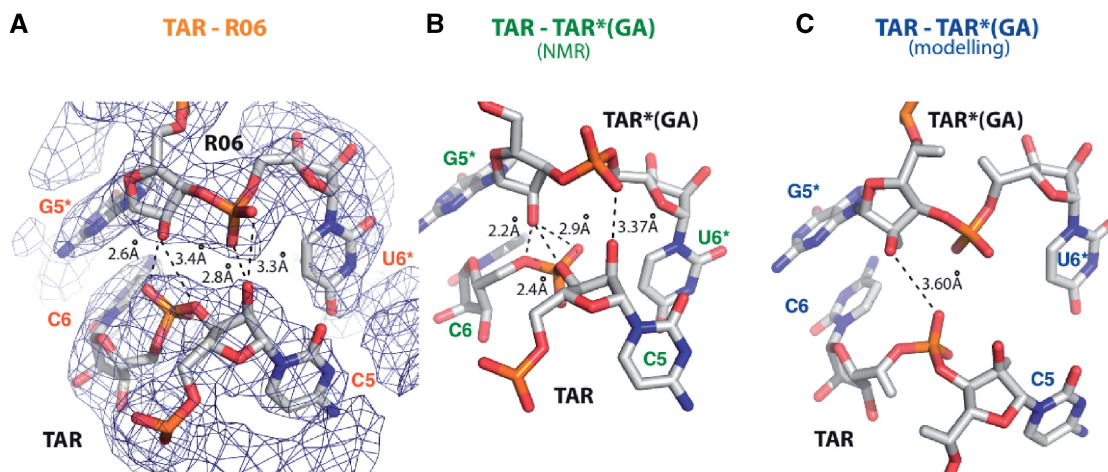 A
TAR - R06
R06
G5*
2.6Å
3.4Å
2.8Å
3.3Å
U6*
C6
C5
TAR
B
TAR - TAR*(GA)
(NMR)
TAR*(GA)
G5*
2.2Å
2.9Å
3.37Å
U6*
2.4Å
C6
C5
TAR
C
TAR - TAR*(GA)
(modelling)
TAR*(GA)
G5*
U6*
3.60Å
C6
C5
TAR